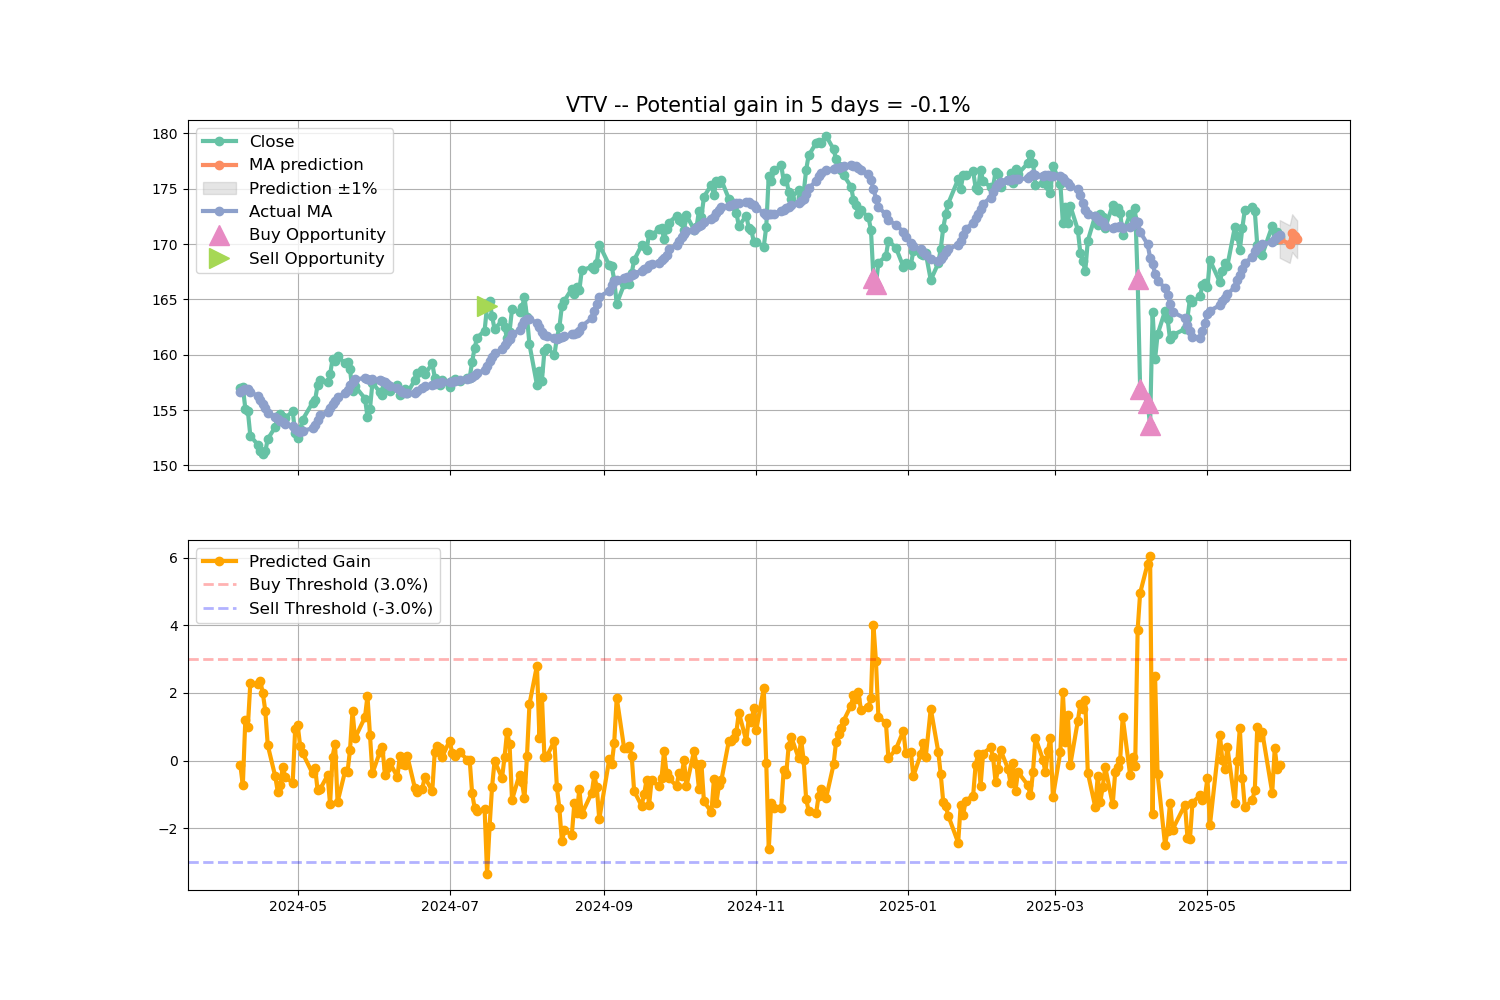 VTV -- Potential gain in 5 days = -0.1%
180
175
170
165
160
155
150
Close
MA prediction
Prediction ±1%
Actual MA
Buy Opportunity
Sell Opportunity
6
4
2
0
−2
Predicted Gain
Buy Threshold (3.0%)
Sell Threshold (-3.0%)
2024-05
2024-07
2024-09
2024-11
2025-01
2025-03
2025-05